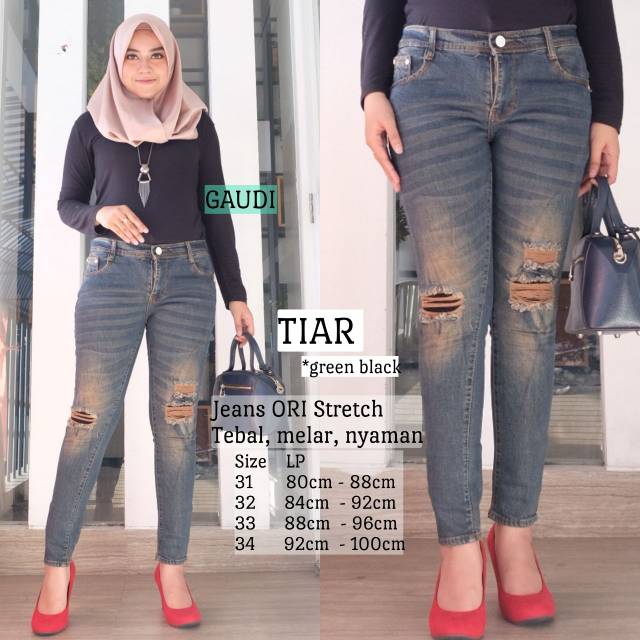 GAUDI
TIAR
*green black
Jeans ORI Stretch
Tebal, melar, nyaman
Size LP
31 80cm - 88cm
32 84cm - 92cm
33 88cm - 96cm
34 92cm - 100cm